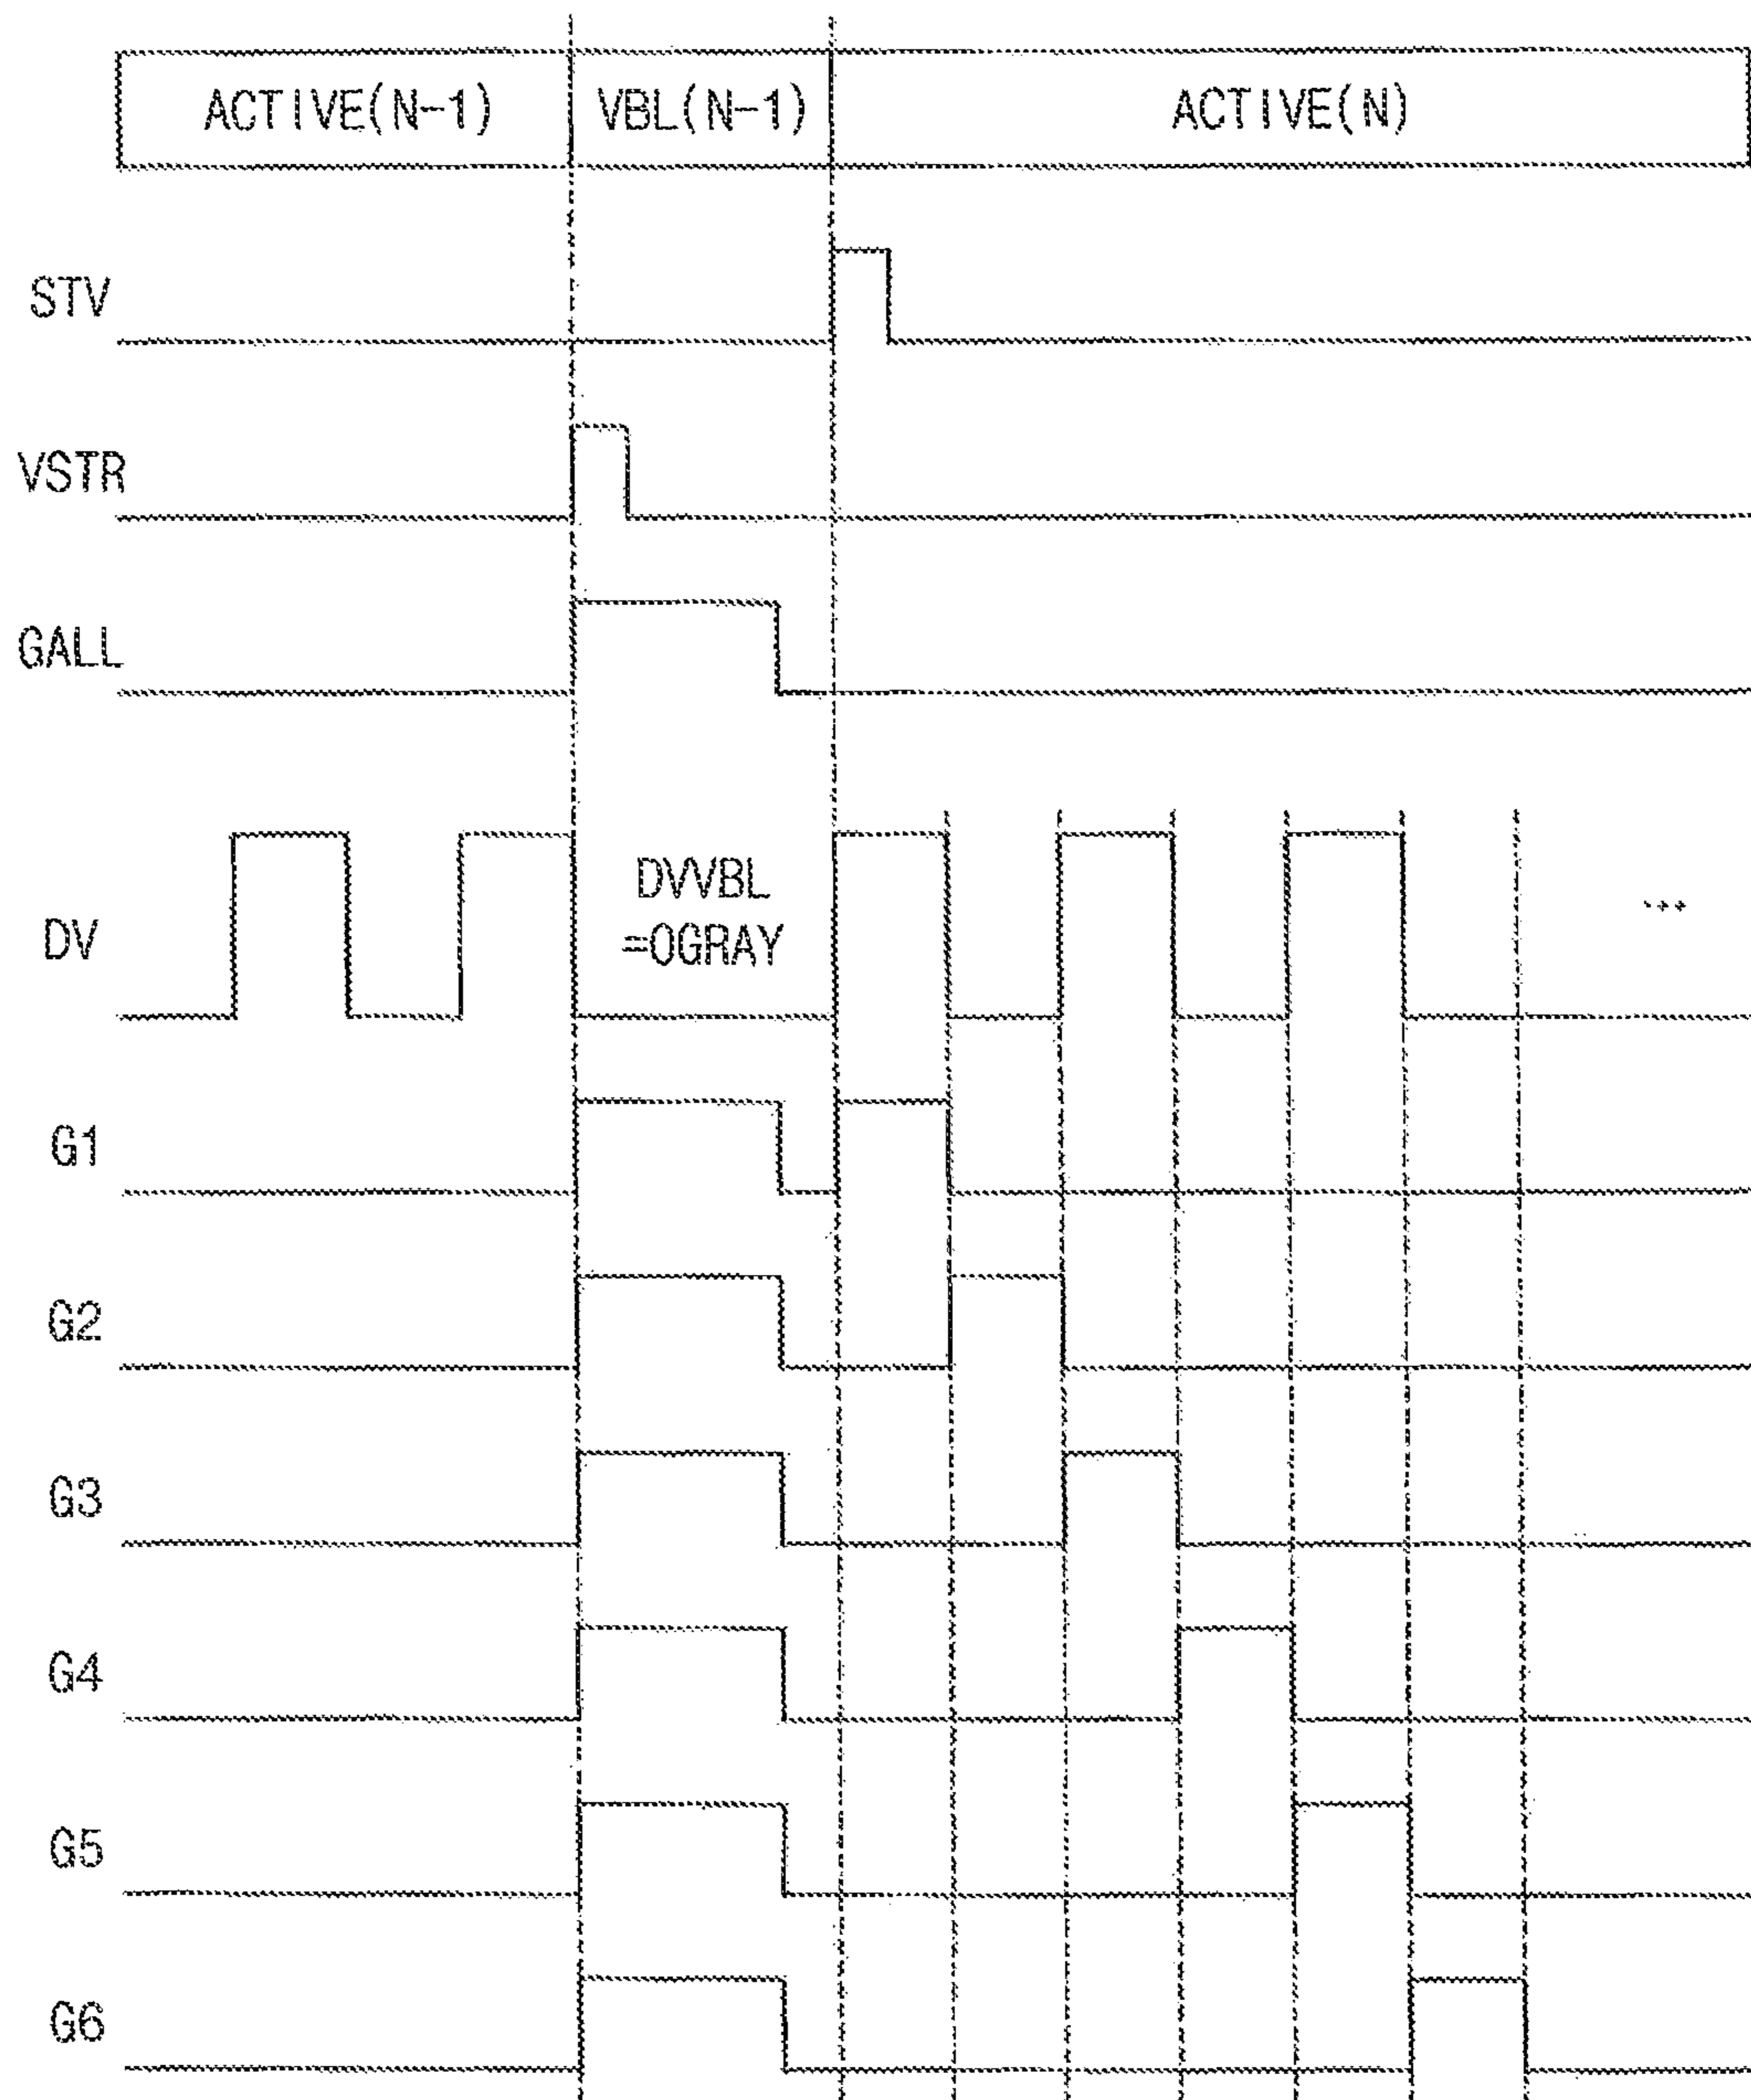 ACTIVE(N-1) VBL(N-1) ACTIVE(N)
STV
VSTR
GALL
DV
DVVBL
=0GRAY
...
G1
G2
G3
G4
G5
G6